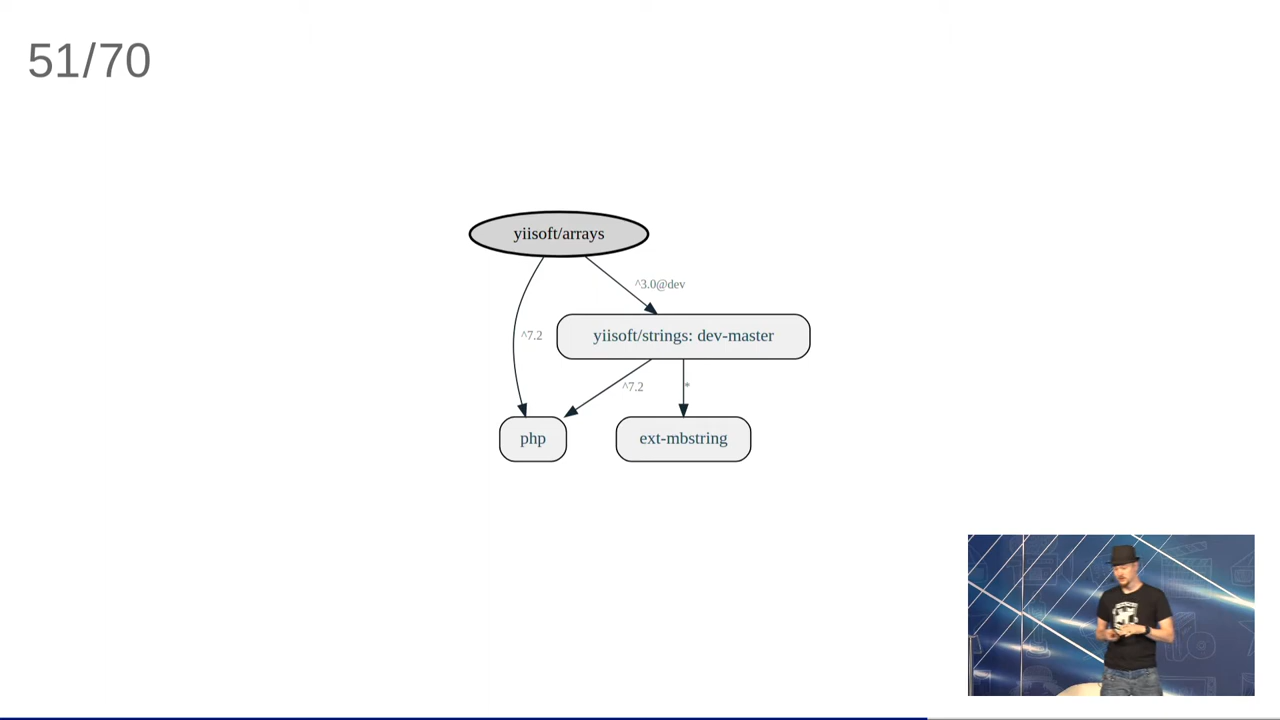 51/70
yiisoft/arrays
^3.0@dev
^7.2
yiisoft/strings: dev-master
^7.2
*
php
ext-mbstring